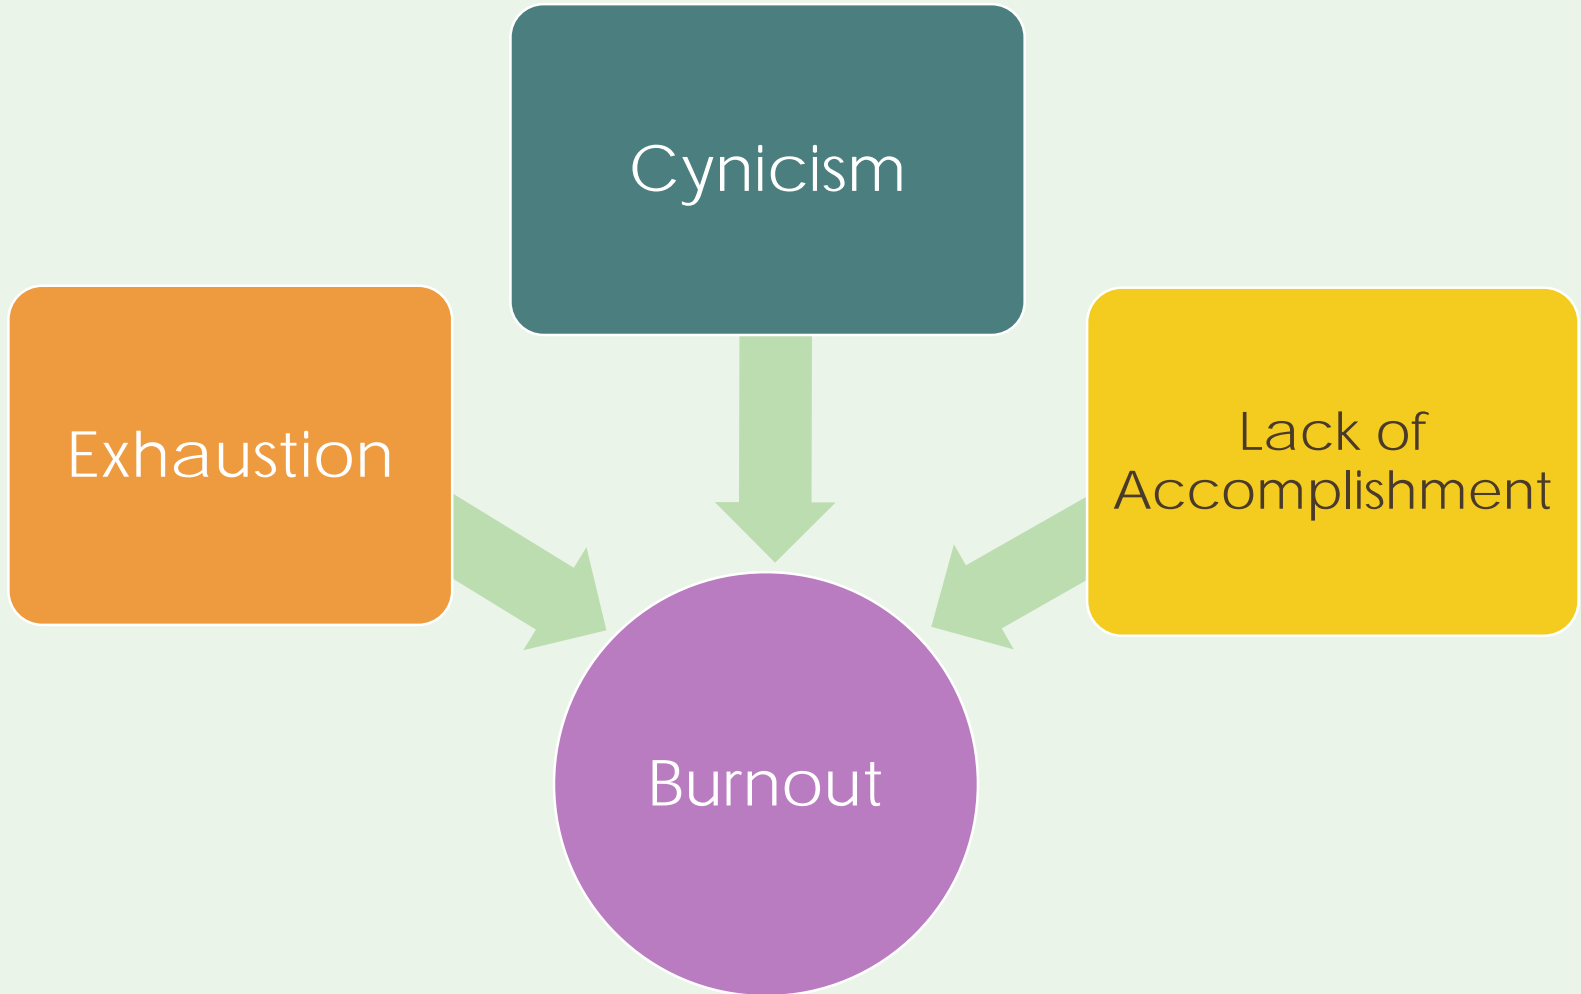 Cynicism
Exhaustion
Lack of
Accomplishment
Burnout